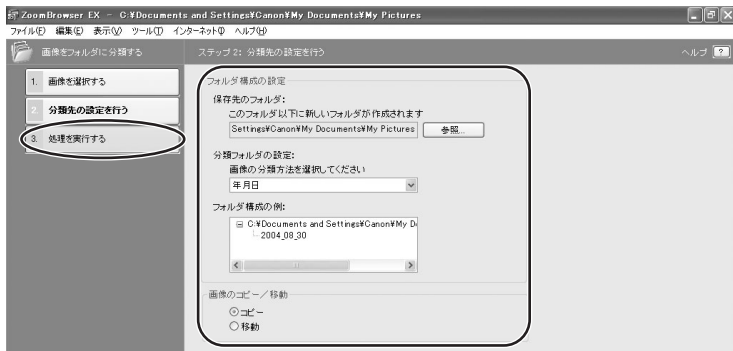 ZoomBrowser EX - C:¥Documents and Settings¥Canon¥My Documents¥My Pictures
ファイル(F) 編集(E) 表示(V) ツール(T) インターネット(I) ヘルプ(H)
画像をフォルダに分類する ステップ 2: 分類先の設定を行う ヘルプ ?
1. 画像を選択する
2. 分類先の設定を行う
3. 処理を実行する
フォルダ構成の設定
保存先のフォルダ:
このフォルダ以下に新しいフォルダが作成されます
Settings¥Canon¥My Documents¥My Pictures 参照...
分類フォルダの設定:
画像の分類方法を選択してください
年月日
フォルダ構成の例:
C:¥Documents and Settings¥Canon¥My D
2004_08_30
画像のコピー／移動
コピー
移動